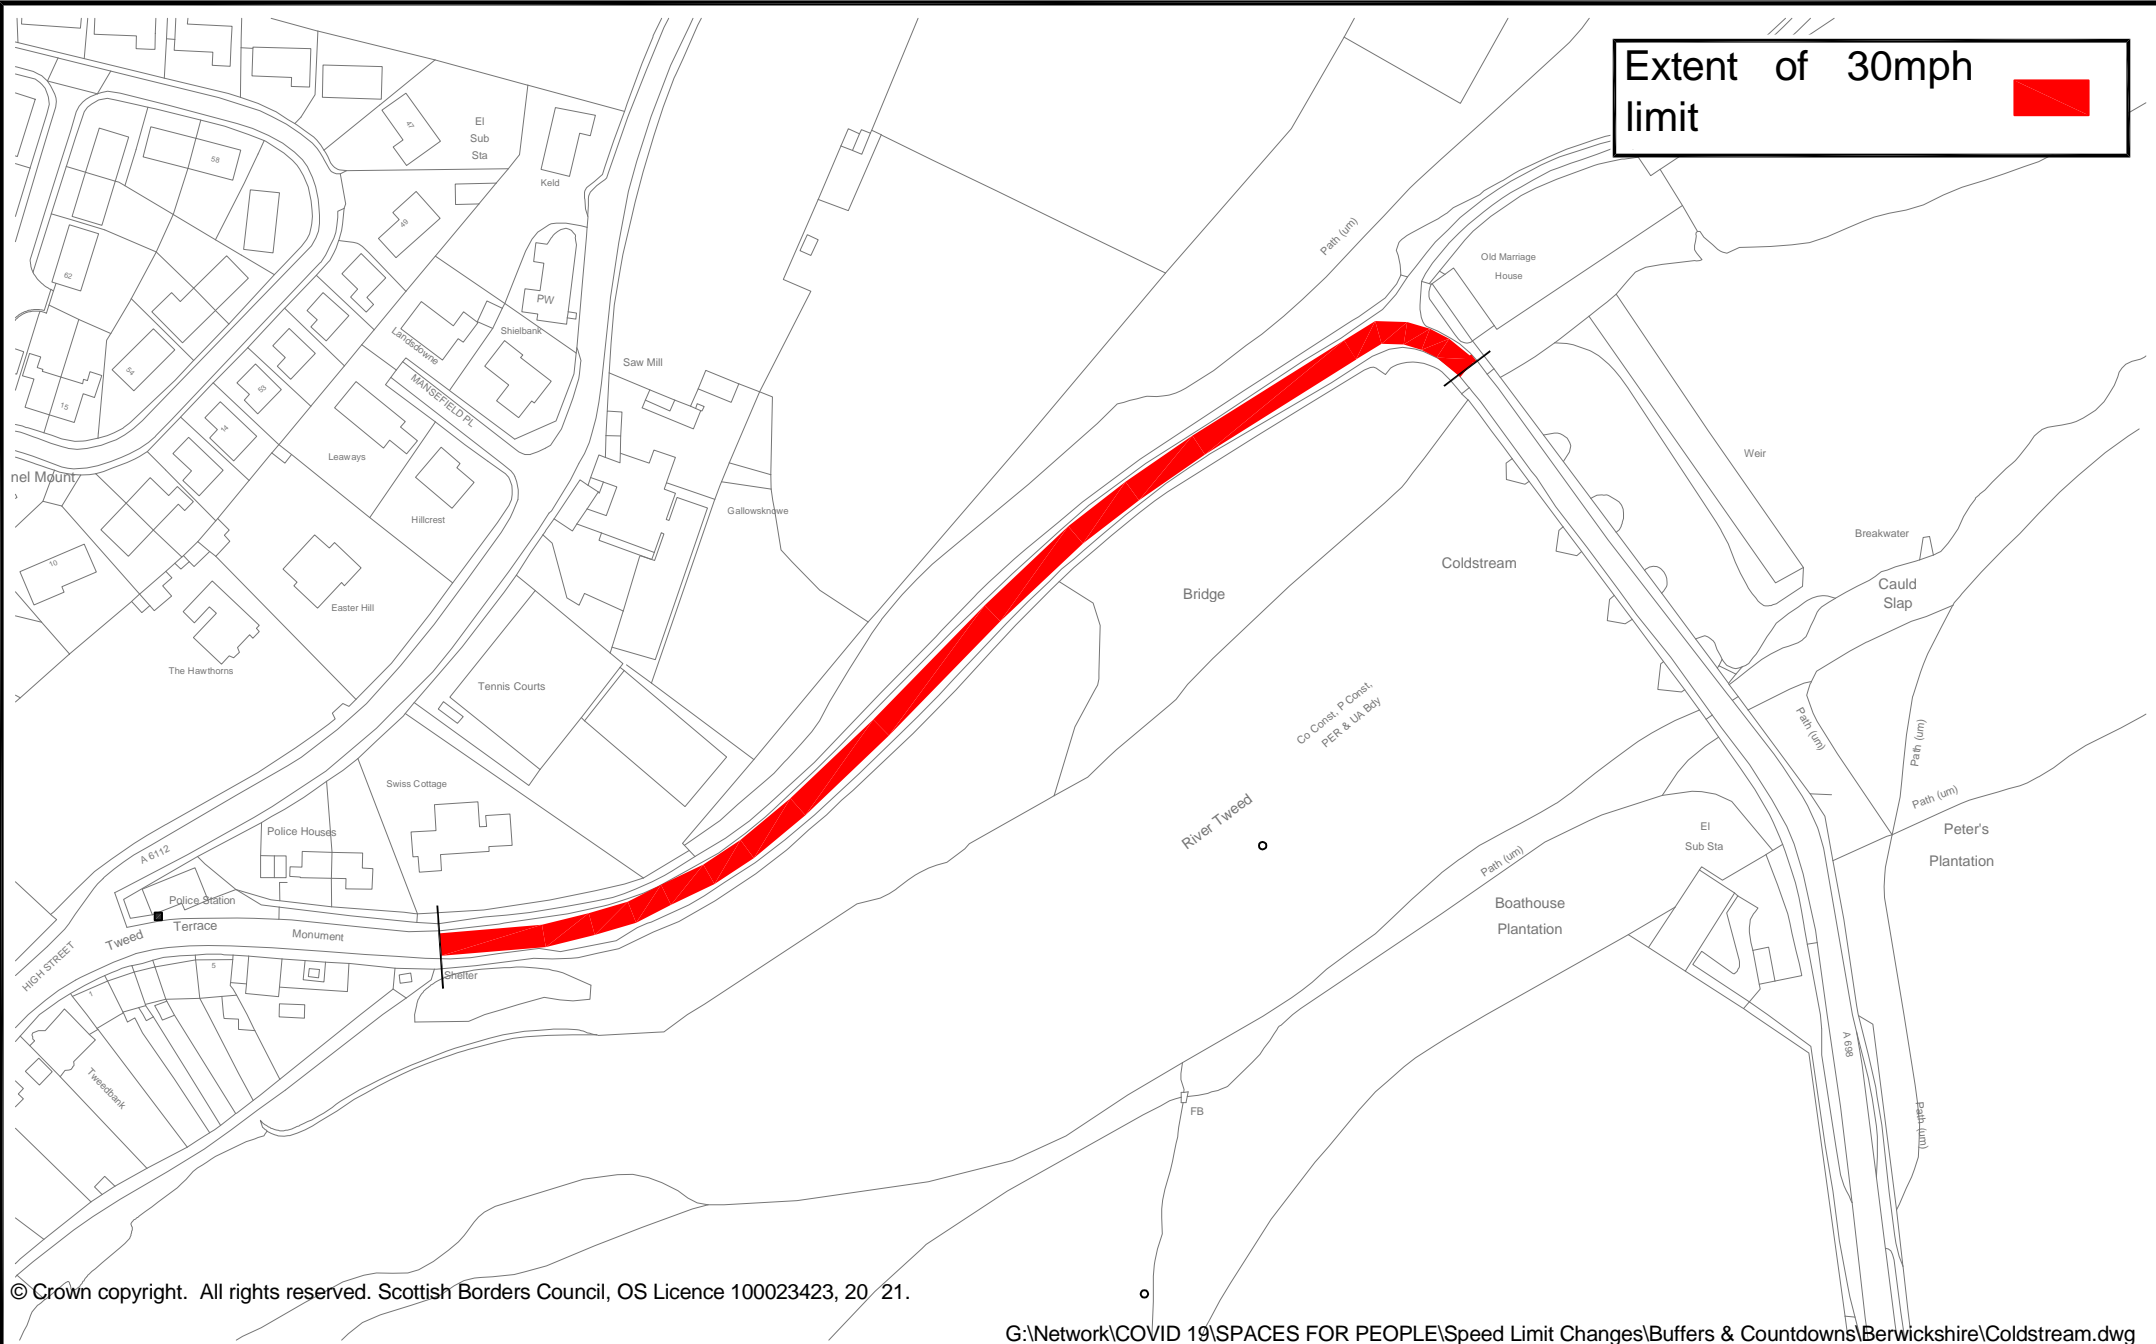 Extent of 30mph
limit
El
Sub
Sta
47
58
Keld
49
62
PW
Landsdowne
Shielbank
Saw Mill
MANSEFIELD PL
54
15
53
14
Leaways
nel Mount
Hillcrest
Gallowsknowe
10
Easter Hill
The Hawthorns
Tennis Courts
Swiss Cottage
Police Houses
A 6112
Police Station
Terrace
Tweed
Monument
HIGH STREET
Shelter
5
1
Tweedbank
Path (um)
Old Marriage
House
Weir
Breakwater
Cauld
Slap
Coldstream
Bridge
Co Const, P Const,
PER & UA Bdy
River Tweed
Path (um)
Path (um)
Path (um)
Peter's
Plantation
El
Sub Sta
Path (um)
Boathouse
Plantation
A 698
Path (um)
FB
© Crown copyright. All rights reserved. Scottish Borders Council, OS Licence 100023423, 20 21.
G:\Network\COVID 19\SPACES FOR PEOPLE\Speed Limit Changes\Buffers & Countdowns\Berwickshire\Coldstream.dwg